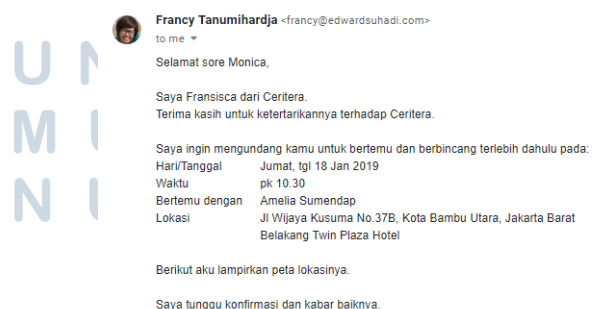 Francy Tanumihardja <francy@edwardsuhadi.com>
to me
Selamat sore Monica,
Saya Fransisca dari Ceritera.
Terima kasih untuk ketertarikannya terhadap Ceritera.
Saya ingin mengundang kamu untuk bertemu dan berbincang terlebih dahulu pada:
Hari/Tanggal Jumat, tgl 18 Jan 2019
Waktu pk 10.30
Bertemu dengan Amelia Sumendap
Lokasi Jl Wijaya Kusuma No.37B, Kota Bambu Utara, Jakarta Barat
Belakang Twin Plaza Hotel
Berikut aku lampirkan peta lokasinya.
Saya tunggu konfirmasi dan kabar baiknya.
U N
M
N